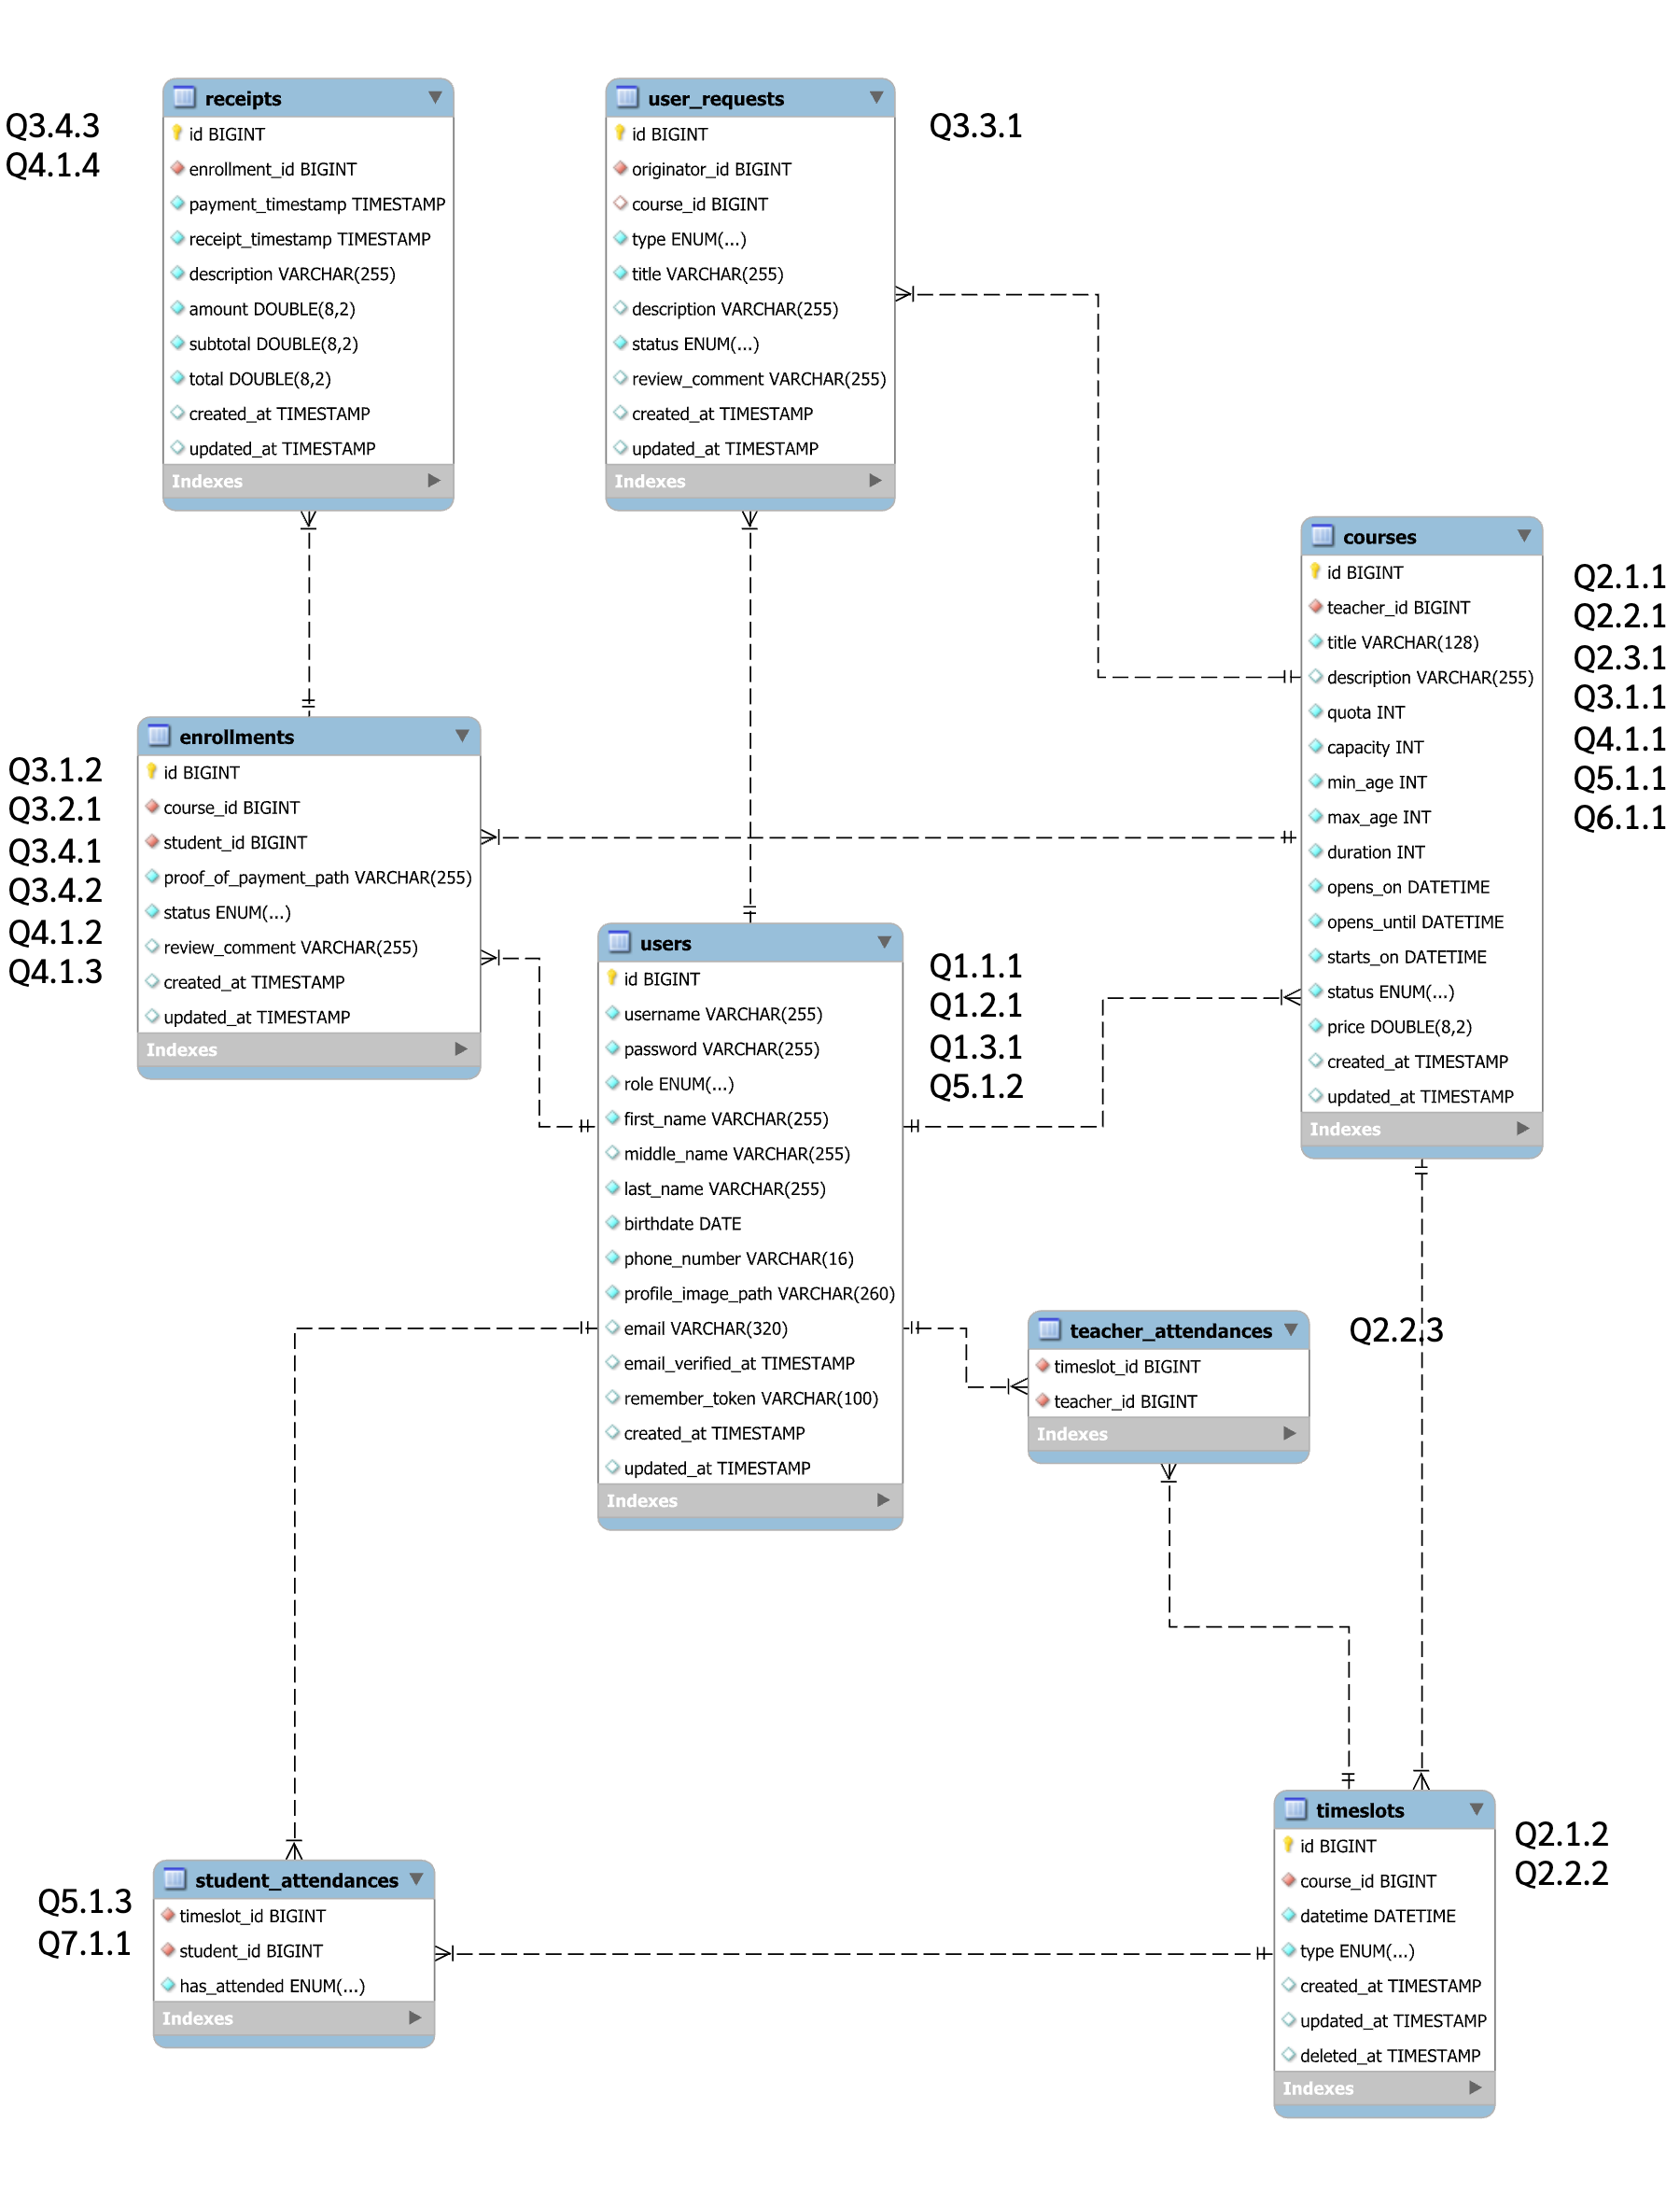 receipts
id BIGINT
enrollment_id BIGINT
payment_timestamp TIMESTAMP
receipt_timestamp TIMESTAMP
description VARCHAR(255)
amount DOUBLE(8,2)
subtotal DOUBLE(8,2)
total DOUBLE(8,2)
created_at TIMESTAMP
updated_at TIMESTAMP
Indexes
Q3.4.3
Q4.1.4
user_requests
id BIGINT
originator_id BIGINT
course_id BIGINT
type ENUM(...)
title VARCHAR(255)
description VARCHAR(255)
status ENUM(...)
review_comment VARCHAR(255)
created_at TIMESTAMP
updated_at TIMESTAMP
Indexes
Q3.3.1
courses
id BIGINT
teacher_id BIGINT
title VARCHAR(128)
description VARCHAR(255)
quota INT
capacity INT
min_age INT
max_age INT
duration INT
opens_on DATETIME
opens_until DATETIME
starts_on DATETIME
status ENUM(...)
price DOUBLE(8,2)
created_at TIMESTAMP
updated_at TIMESTAMP
Indexes
Q2.1.1
Q2.2.1
Q2.3.1
Q3.1.1
Q4.1.1
Q5.1.1
Q6.1.1
enrollments
id BIGINT
course_id BIGINT
student_id BIGINT
proof_of_payment_path VARCHAR(255)
status ENUM(...)
review_comment VARCHAR(255)
created_at TIMESTAMP
updated_at TIMESTAMP
Indexes
Q3.1.2
Q3.2.1
Q3.4.1
Q3.4.2
Q4.1.2
Q4.1.3
users
id BIGINT
username VARCHAR(255)
password VARCHAR(255)
role ENUM(...)
first_name VARCHAR(255)
middle_name VARCHAR(255)
last_name VARCHAR(255)
birthdate DATE
phone_number VARCHAR(16)
profile_image_path VARCHAR(260)
email VARCHAR(320)
email_verified_at TIMESTAMP
remember_token VARCHAR(100)
created_at TIMESTAMP
updated_at TIMESTAMP
Indexes
Q1.1.1
Q1.2.1
Q1.3.1
Q5.1.2
teacher_attendances
timeslot_id BIGINT
teacher_id BIGINT
Indexes
Q2.2.3
student_attendances
timeslot_id BIGINT
student_id BIGINT
has_attended ENUM(...)
Indexes
Q5.1.3
Q7.1.1
timeslots
id BIGINT
course_id BIGINT
datetime DATETIME
type ENUM(...)
created_at TIMESTAMP
updated_at TIMESTAMP
deleted_at TIMESTAMP
Indexes
Q2.1.2
Q2.2.2